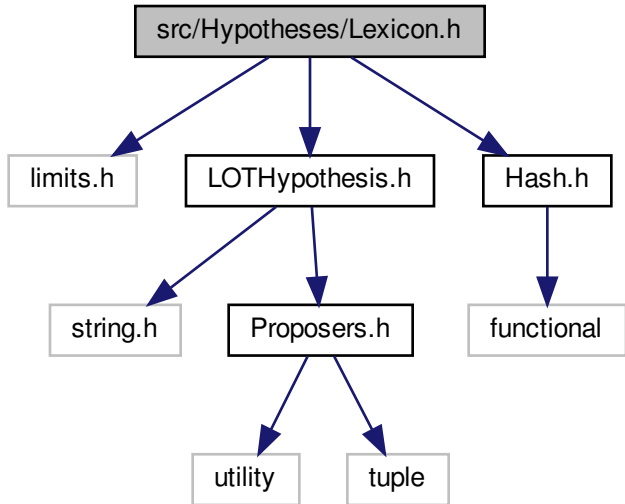 src/Hypotheses/Lexicon.h
limits.h
LOTHypothesis.h
Hash.h
string.h
Proposers.h
functional
utility
tuple